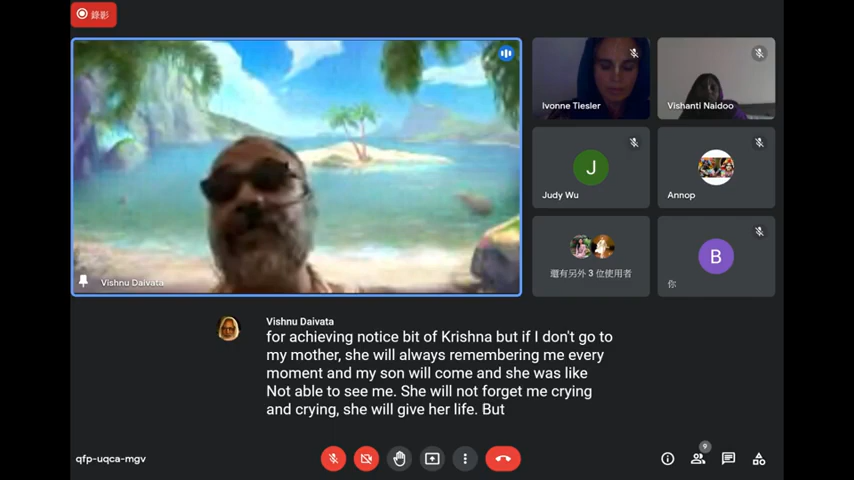 錄影
Ivonne Tiesler
Vishanti Naidoo
J
Judy Wu
Annop
Vishnu Daivata
還有另外 3 位使用者
B
你
Vishnu Daivata
for achieving notice bit of Krishna but if I don't go to
my mother, she will always remembering me every
moment and my son will come and she was like
Not able to see me. She will not forget me crying
and crying, she will give her life. But
qfp-uqca-mgv
9